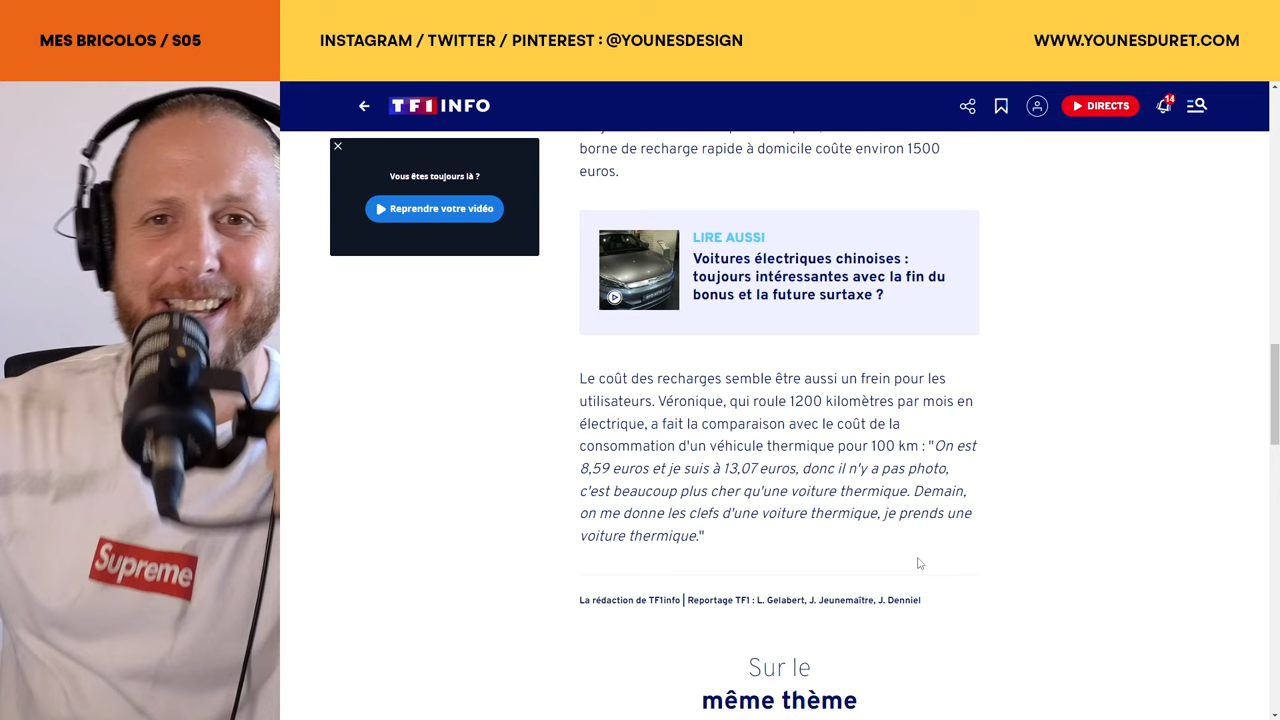 MES BRICOLOS / S05
INSTAGRAM / TWITTER / PINTEREST : @YOUNESDESIGN
WWW.YOUNESDURET.COM
TF1 INFO
DIRECTS
14
Vous êtes toujours là ?
Reprendre votre vidéo
borne de recharge rapide à domicile coûte environ 1500
euros.
LIRE AUSSI
Voitures électriques chinoises :
toujours intéressantes avec la fin du
bonus et la future surtaxe ?
Le coût des recharges semble être aussi un frein pour les
utilisateurs. Véronique, qui roule 1200 kilomètres par mois en
électrique, a fait la comparaison avec le coût de la
consommation d'un véhicule thermique pour 100 km : "On est
8,59 euros et je suis à 13,07 euros, donc il n'y a pas photo,
c'est beaucoup plus cher qu'une voiture thermique. Demain,
on me donne les clefs d'une voiture thermique, je prends une
voiture thermique."
La rédaction de TF1info | Reportage TF1 : L. Gelabert, J. Jeunemaître, J. Denniel
Sur le
même thème
Supreme